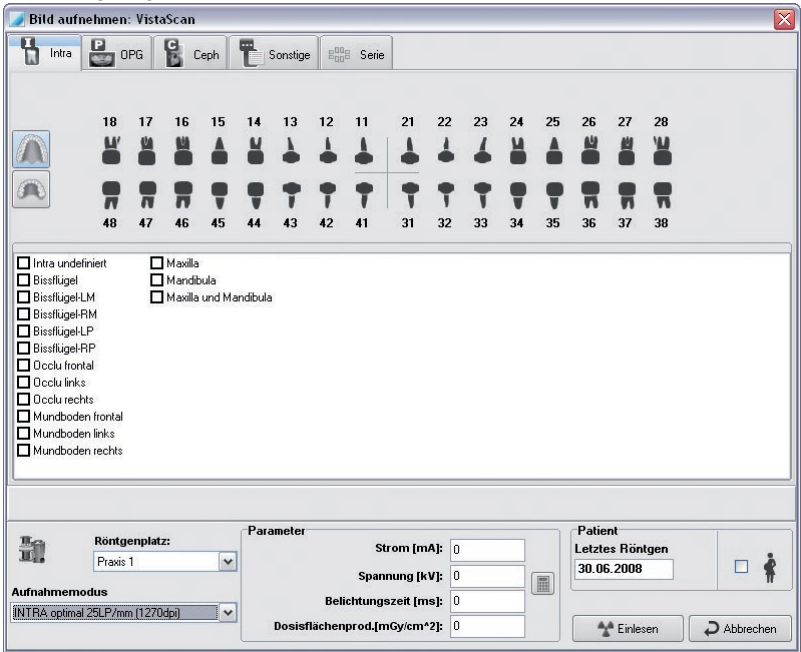 Bild aufnehmen: VistaScan
Intra OPG Ceph Sonstige Serie
18 17 16 15 14 13 12 11 21 22 23 24 25 26 27 28
48 47 46 45 44 43 42 41 31 32 33 34 35 36 37 38
Intra undefiniert
Bissflügel
Bissflügel-LM
Bissflügel-RM
Bissflügel-LP
Bissflügel-RP
Occlu frontal
Occlu links
Occlu rechts
Mundboden frontal
Mundboden links
Mundboden rechts
Maxilla
Mandibula
Maxilla und Mandibula
Röntgenplatz:
Praxis 1
Aufnahmemodus
INTRA optimal 25LP/mm (1270dpi)
Parameter
Strom [mA]: 0
Spannung [kV]: 0
Belichtungszeit [ms]: 0
Dosisflächenprod.[mGy/cm^2]: 0
Patient
Letztes Röntgen
30.06.2008
Einlesen Abbrechen